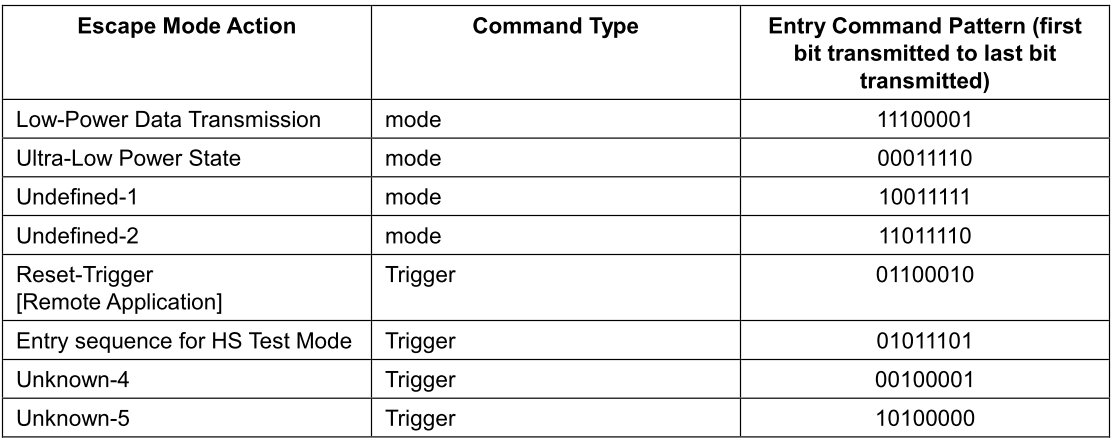 Escape Mode Action Command Type Entry Command Pattern (first
bit transmitted to last bit
transmitted)
Low-Power Data Transmission mode 11100001
Ultra-Low Power State mode 00011110
Undefined-1 mode 10011111
Undefined-2 mode 11011110
Reset-Trigger Trigger 01100010
[Remote Application]
Entry sequence for HS Test Mode Trigger 01011101
Unknown-4 Trigger 00100001
Unknown-5 Trigger 10100000